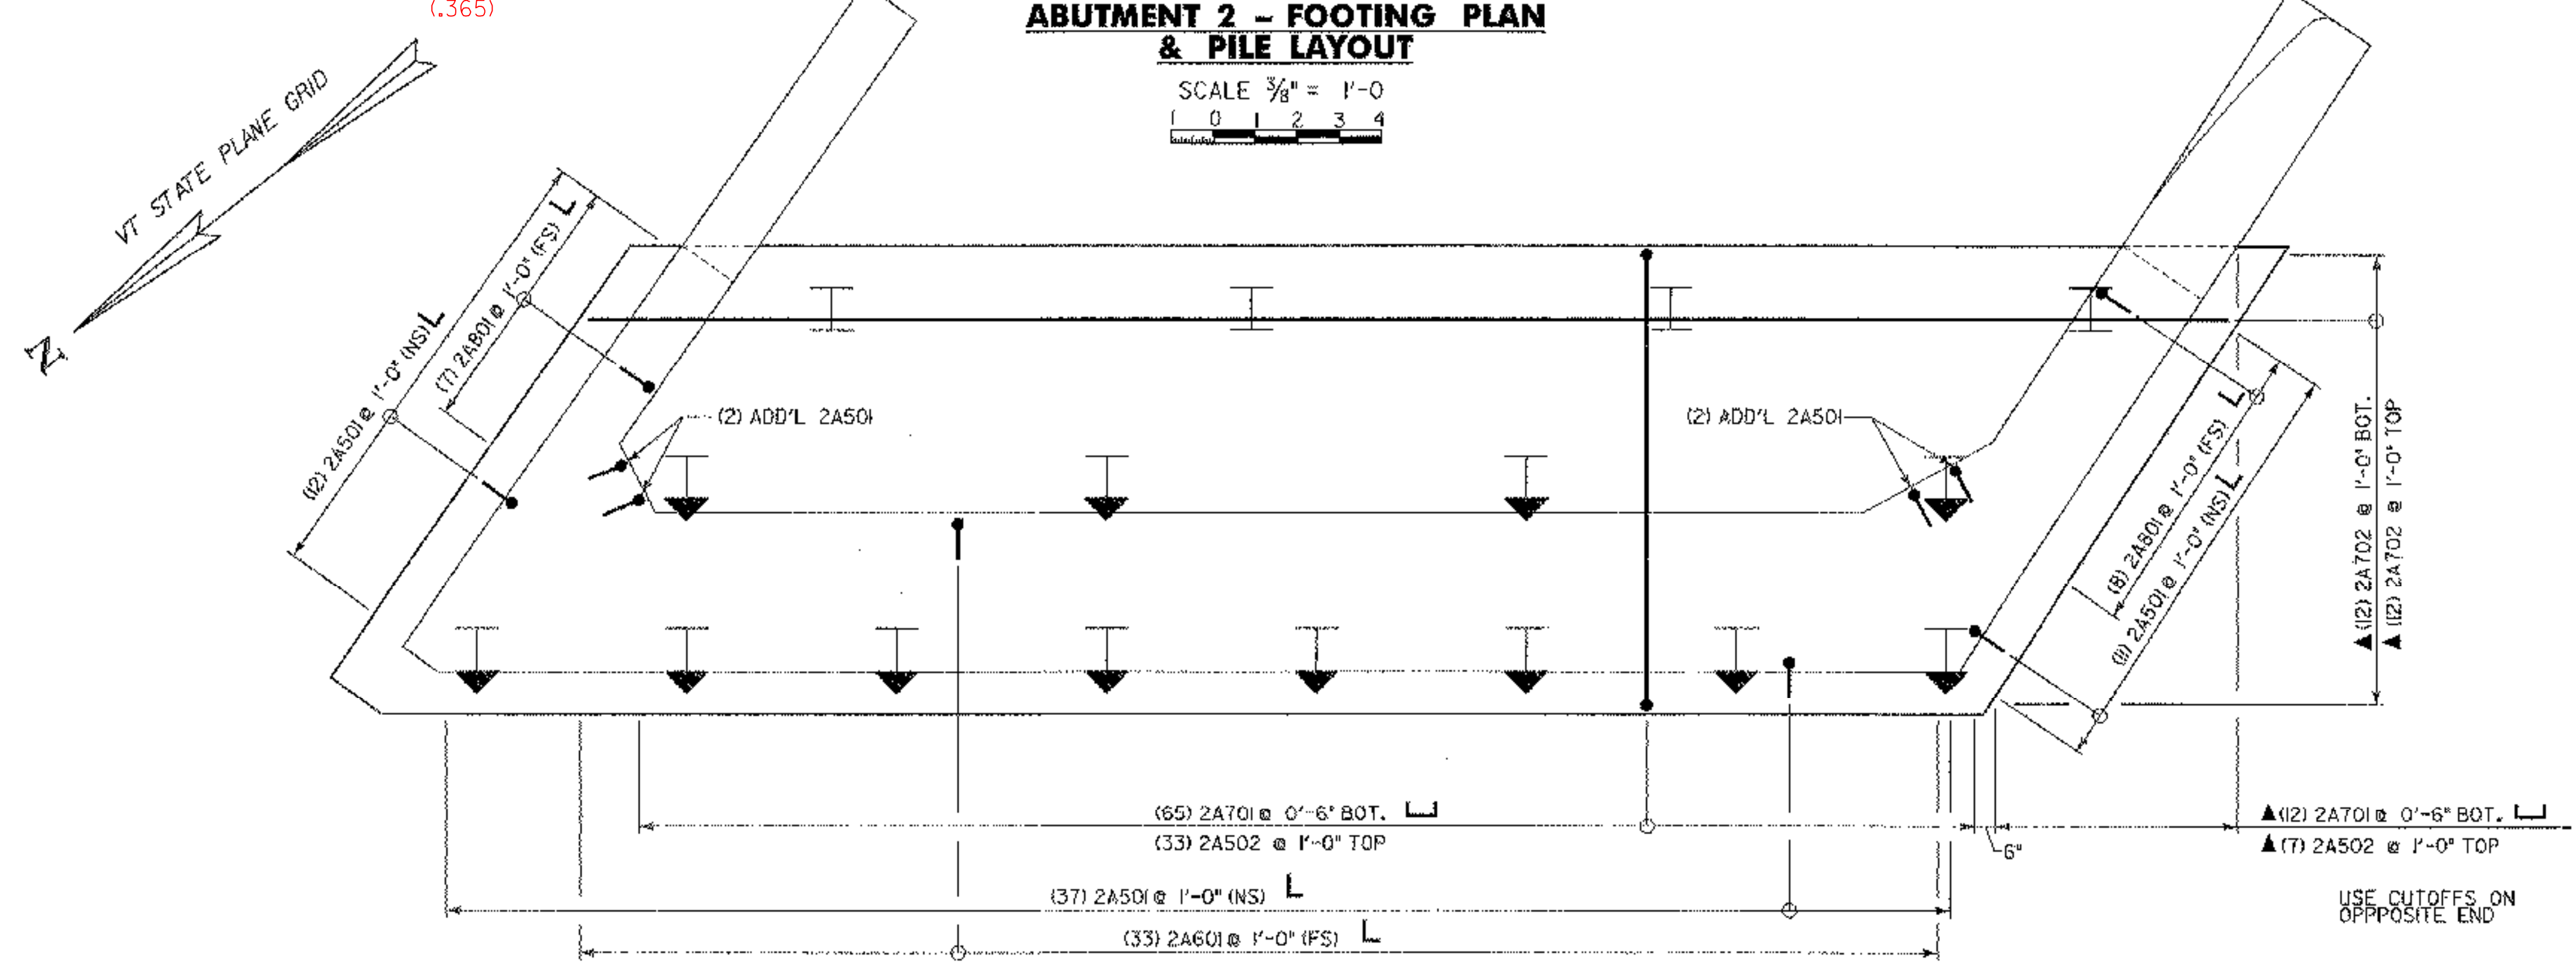 (.365)
ABUTMENT 2 – FOOTING PLAN
& PILE LAYOUT
SCALE 3/8" = 1'-0
1 0 1 2 3 4
VT STATE PLANE GRID
N
(12) 2A501 @ 1'-0" (NS)
(7) 2A801 @ 1'-0" (FS)
(2) ADD'L 2A501
(2) ADD'L 2A501
(8) 2A801 @ 1'-0" (FS)
(11) 2A501 @ 1'-0" (NS)
▲(12) 2A702 @ 1'-0" BOT.
▲(12) 2A702 @ 1'-0" TOP
(65) 2A701 @ 0'-6" BOT.
(33) 2A502 @ 1'-0" TOP
6"
▲(12) 2A701 @ 0'-6" BOT.
▲(7) 2A502 @ 1'-0" TOP
(37) 2A501 @ 1'-0" (NS)
(33) 2A601 @ 1'-0" (FS)
USE CUTOFFS ON
OPPPOSITE END